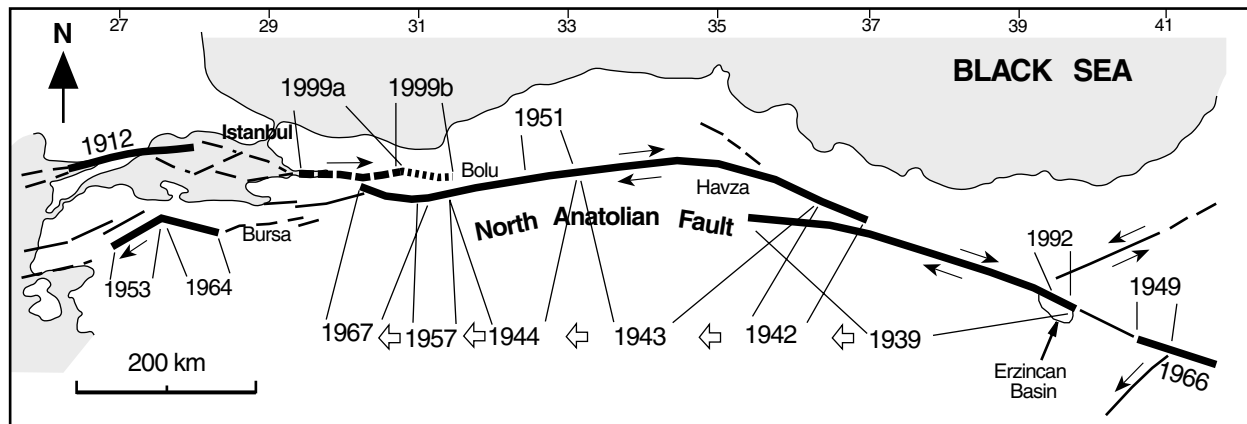 27 29 31 33 35 37 39 41
N
BLACK SEA
1999a 1999b
1951
1912
Istanbul
Bolu
Havza
North Anatolian Fault
Bursa
1992
1953 1964
1949
1967 1957 1944 1943 1942 1939
200 km
Erzincan
Basin
1966